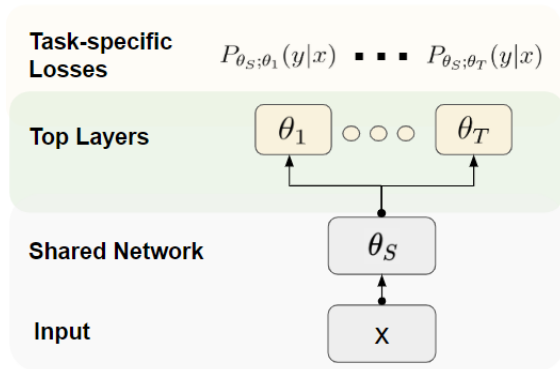 Task-specific
Losses
P_{θ_S;θ_1}(y|x) ▪ ▪ ▪ P_{θ_S;θ_T}(y|x)
Top Layers
θ_1 ○○○ θ_T
Shared Network
θ_S
Input
x